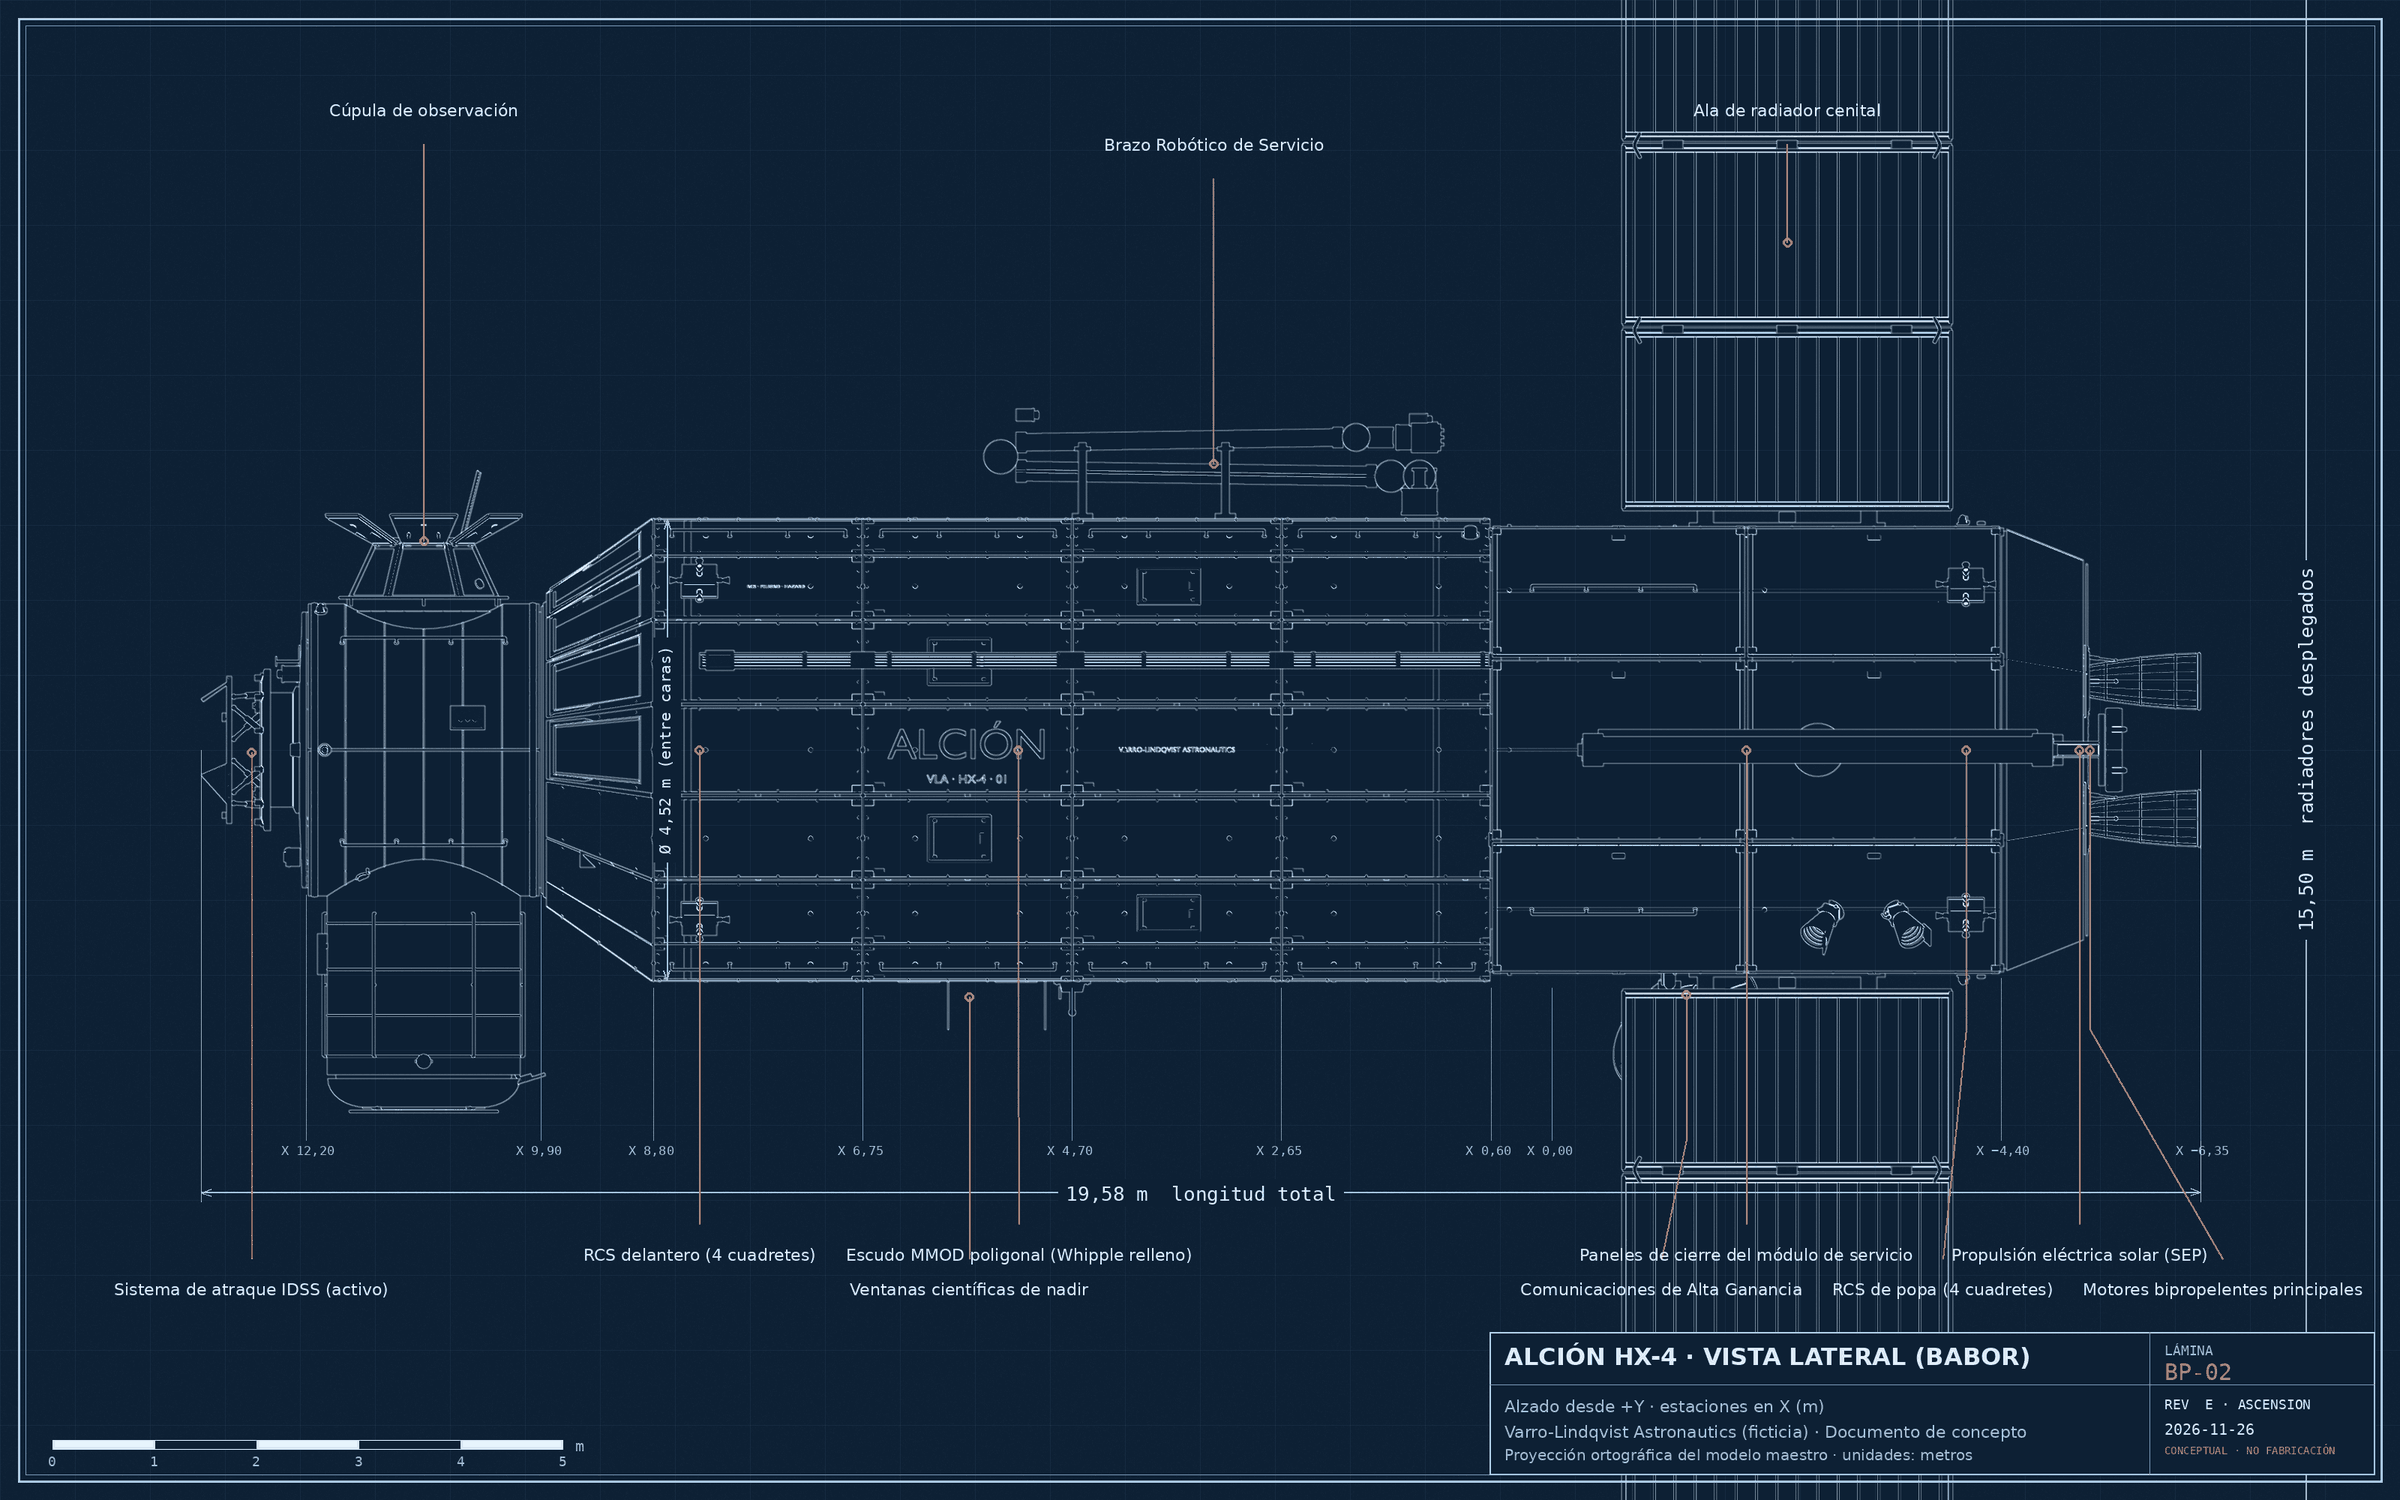 Cúpula de observación
Ala de radiador cenital
Brazo Robótico de Servicio
15,50 m radiadores desplegados
Ø 4,52 m (entre caras)
ALCIÓN
VARRO-LINDQVIST ASTRONAUTICS
VLA · HX-4 · 01
X 12,20
X 9,90
X 8,80
X 6,75
X 4,70
X 2,65
X 0,60
X 0,00
X −4,40
X −6,35
19,58 m longitud total
RCS delantero (4 cuadretes)
Escudo MMOD poligonal (Whipple relleno)
Paneles de cierre del módulo de servicio
Propulsión eléctrica solar (SEP)
Sistema de atraque IDSS (activo)
Ventanas científicas de nadir
Comunicaciones de Alta Ganancia
RCS de popa (4 cuadretes)
Motores bipropelentes principales
ALCIÓN HX-4 · VISTA LATERAL (BABOR)
LÁMINA
BP-02
Alzado desde +Y · estaciones en X (m)
Varro-Lindqvist Astronautics (ficticia) · Documento de concepto
Proyección ortográfica del modelo maestro · unidades: metros
REV E · ASCENSION
2026-11-26
CONCEPTUAL · NO FABRICACIÓN
0 1 2 3 4 5 m